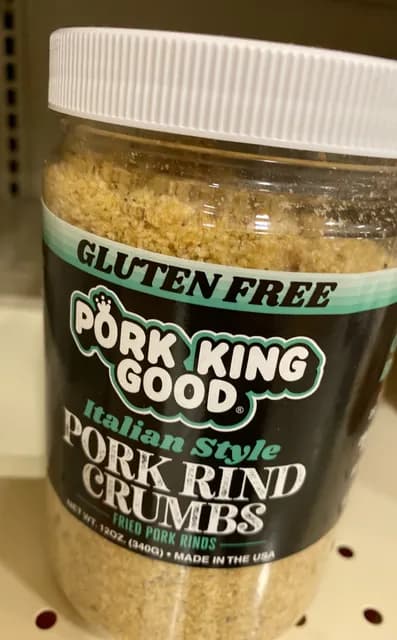 GLUTEN FREE
PORK KING
GOOD®
Italian Style
PORK RIND
CRUMBS
FRIED PORK RINDS
NET WT. 12OZ. (340G) • MADE IN THE USA